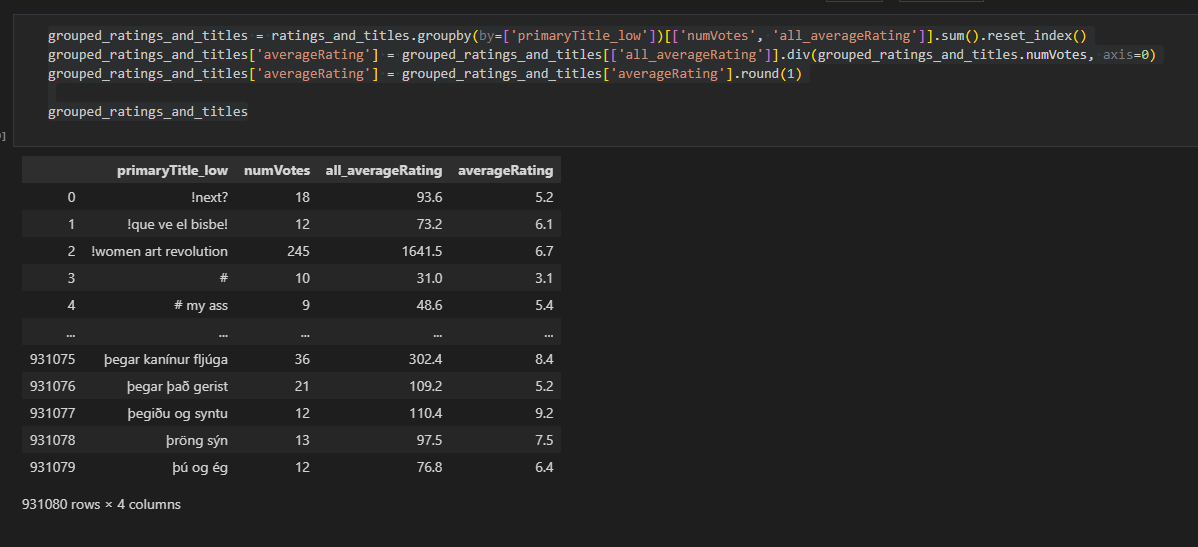 grouped_ratings_and_titles = ratings_and_titles.groupby(by=['primaryTitle_low'])[['numVotes', 'all_averageRating']].sum().reset_index()
grouped_ratings_and_titles['averageRating'] = grouped_ratings_and_titles[['all_averageRating']].div(grouped_ratings_and_titles.numVotes, axis=0)
grouped_ratings_and_titles['averageRating'] = grouped_ratings_and_titles['averageRating'].round(1)
grouped_ratings_and_titles
primaryTitle_low numVotes all_averageRating averageRating
0 !next? 18 93.6 5.2
1 !que ve el bisbe! 12 73.2 6.1
2 !women art revolution 245 1641.5 6.7
3 # 10 31.0 3.1
4 # my ass 9 48.6 5.4
... ... ... ... ...
931075 þegar kanínur fljúga 36 302.4 8.4
931076 þegar það gerist 21 109.2 5.2
931077 þegiðu og syntu 12 110.4 9.2
931078 þröng sýn 13 97.5 7.5
931079 þú og ég 12 76.8 6.4
931080 rows × 4 columns